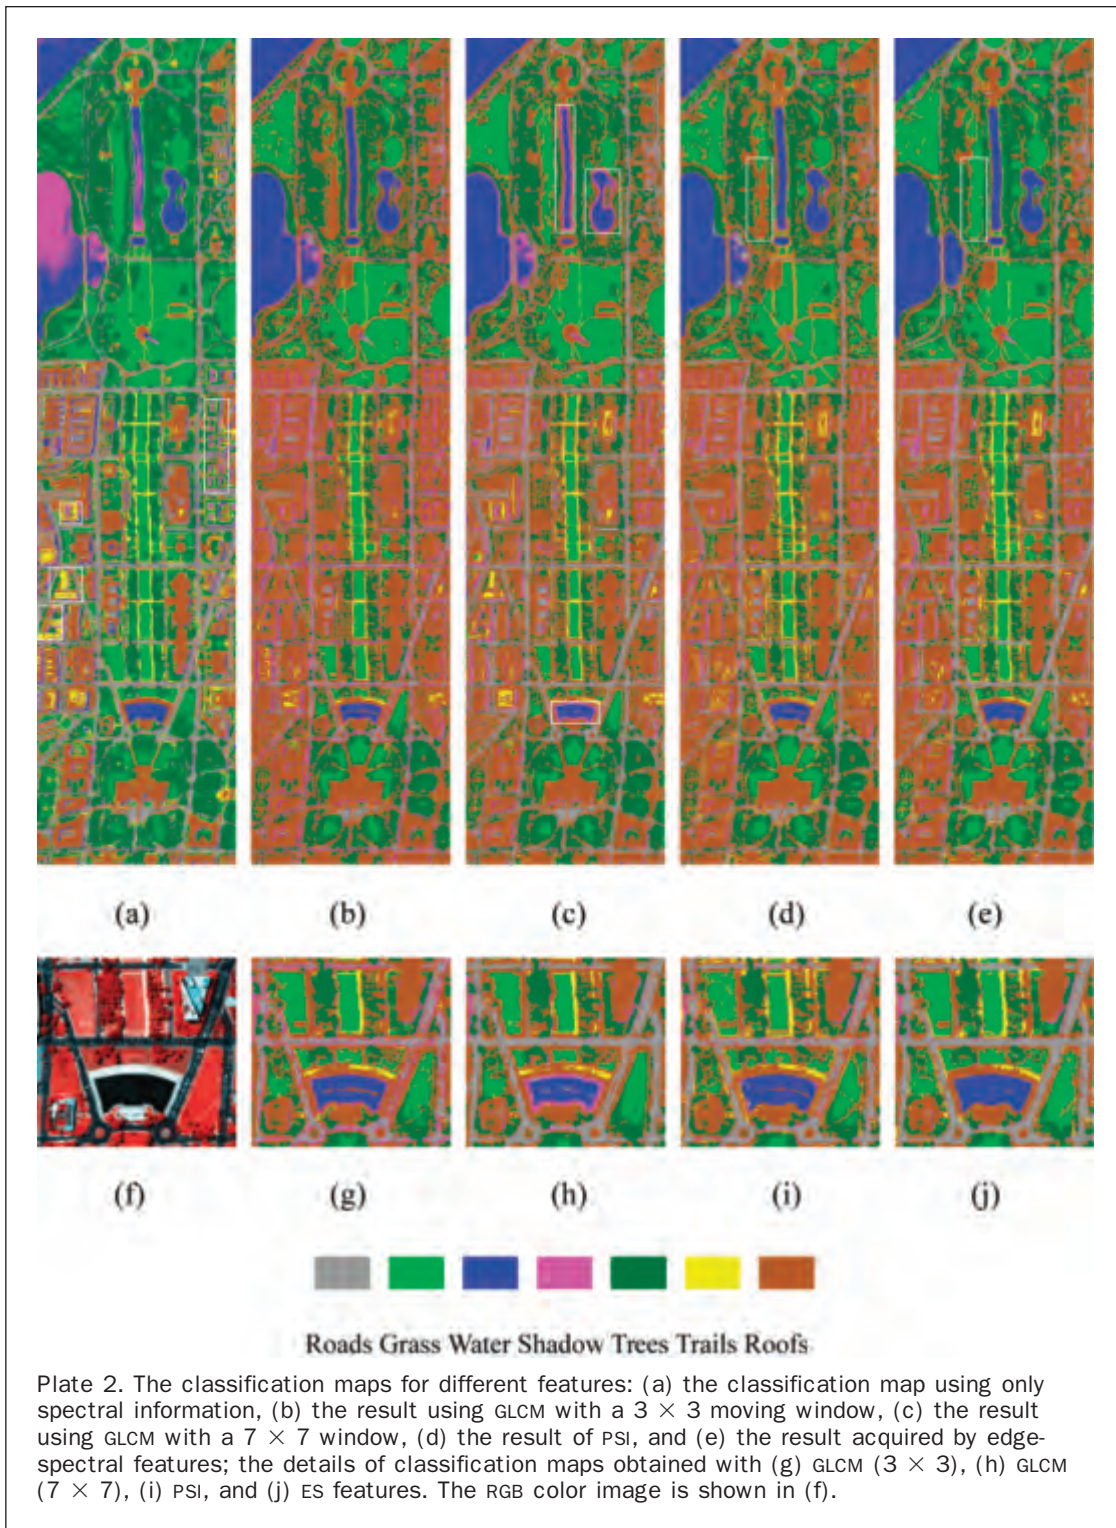 (a) (b) (c) (d) (e)
(f) (g) (h) (i) (j)
Roads Grass Water Shadow Trees Trails Roofs
Plate 2. The classification maps for different features: (a) the classification map using only
spectral information, (b) the result using GLCM with a 3 × 3 moving window, (c) the result
using GLCM with a 7 × 7 window, (d) the result of PSI, and (e) the result acquired by edge-
spectral features; the details of classification maps obtained with (g) GLCM (3 × 3), (h) GLCM
(7 × 7), (i) PSI, and (j) ES features. The RGB color image is shown in (f).